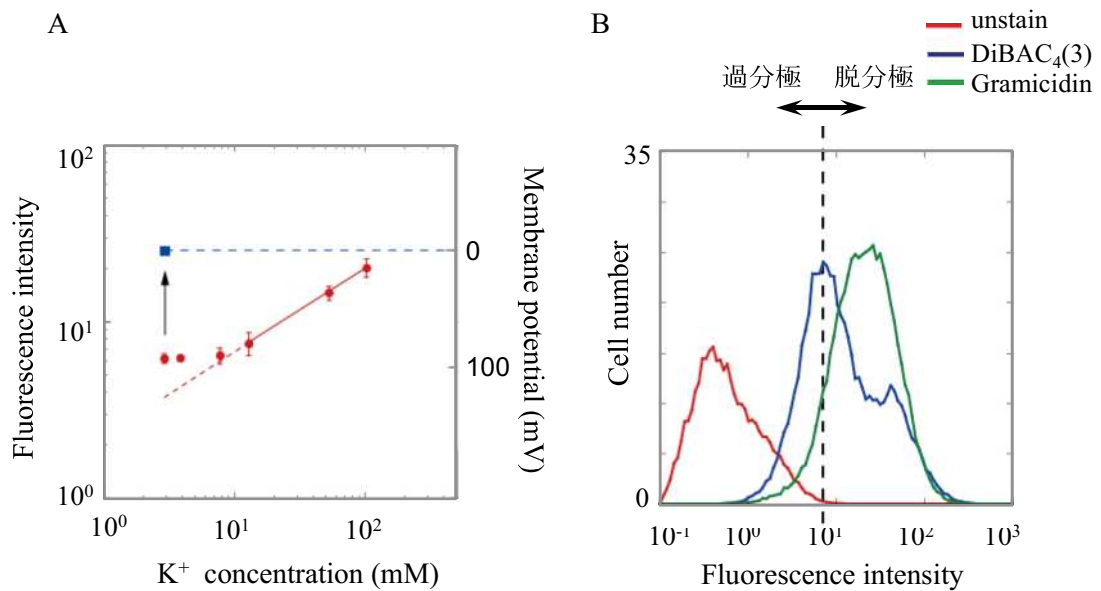 A
Fluorescence intensity
10²
10¹
10⁰
10⁰
10¹
10²
K⁺ concentration (mM)
0
100
Membrane potential (mV)
B
unstain
DiBAC₄(3)
Gramicidin
過分極 脱分極
Cell number
35
0
10⁻¹
10⁰
10¹
10²
10³
Fluorescence intensity